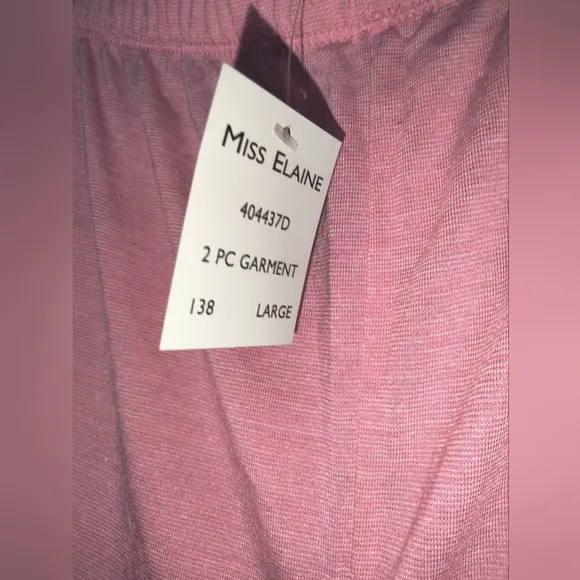 MISS ELAINE
404437D
2 PC GARMENT
138 LARGE